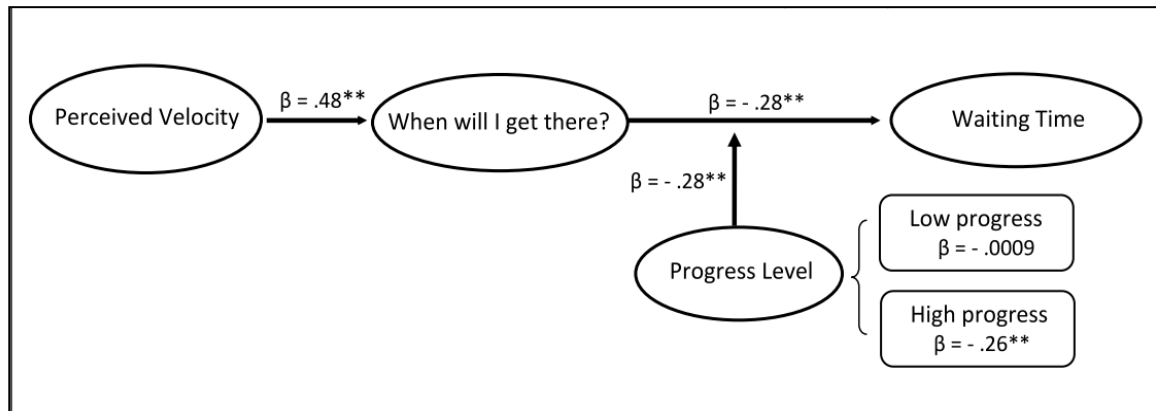 Perceived Velocity
β = .48**
When will I get there?
β = - .28**
Waiting Time
β = - .28**
Progress Level
Low progress
β = - .0009
High progress
β = - .26**